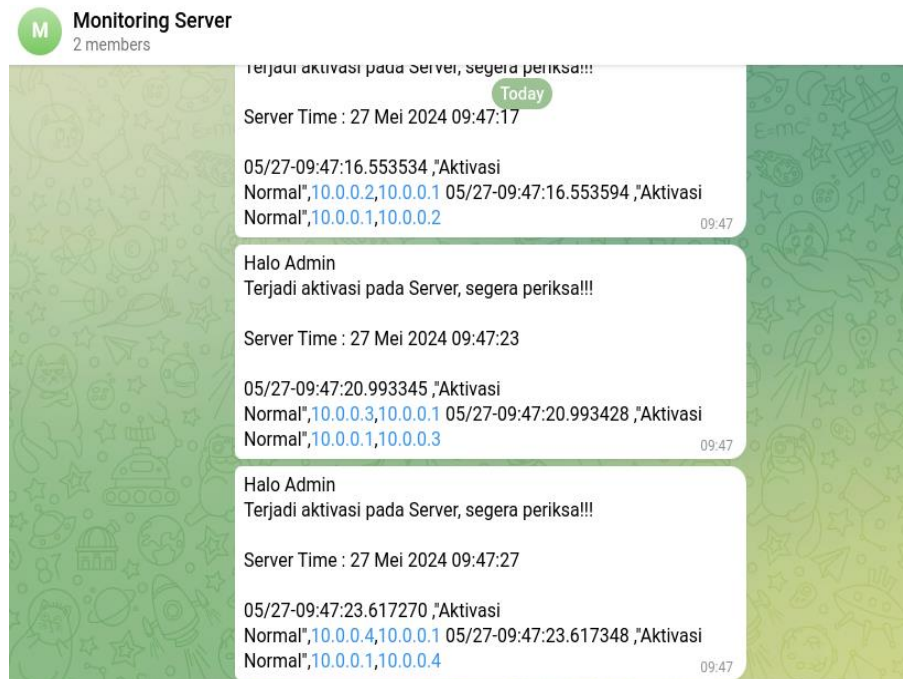 M
Monitoring Server
2 members
Terjadi aktivasi pada Server, segera periksa!!!
Today
Server Time : 27 Mei 2024 09:47:17
05/27-09:47:16.553534 ,"Aktivasi
Normal",10.0.0.2,10.0.0.1 05/27-09:47:16.553594 ,"Aktivasi
Normal",10.0.0.1,10.0.0.2
09:47
Halo Admin
Terjadi aktivasi pada Server, segera periksa!!!
Server Time : 27 Mei 2024 09:47:23
05/27-09:47:20.993345 ,"Aktivasi
Normal",10.0.0.3,10.0.0.1 05/27-09:47:20.993428 ,"Aktivasi
Normal",10.0.0.1,10.0.0.3
09:47
Halo Admin
Terjadi aktivasi pada Server, segera periksa!!!
Server Time : 27 Mei 2024 09:47:27
05/27-09:47:23.617270 ,"Aktivasi
Normal",10.0.0.4,10.0.0.1 05/27-09:47:23.617348 ,"Aktivasi
Normal",10.0.0.1,10.0.0.4
09:47